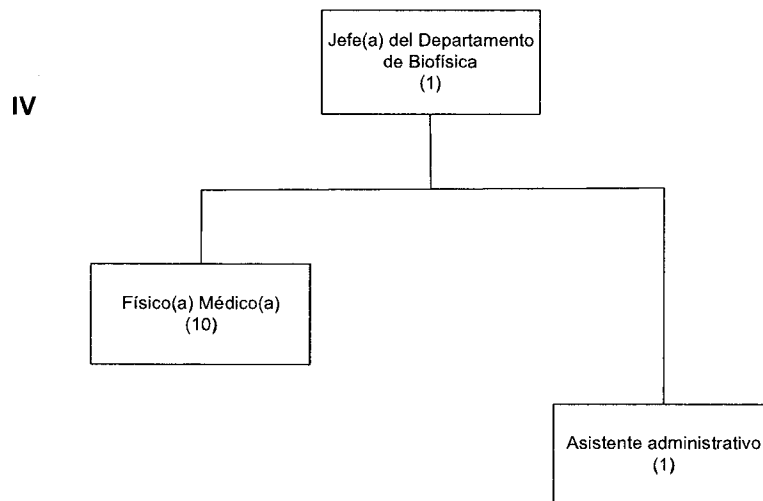 Jefe(a) del Departamento
de Biofísica
(1)
IV
Físico(a) Médico(a)
(10)
Asistente administrativo
(1)